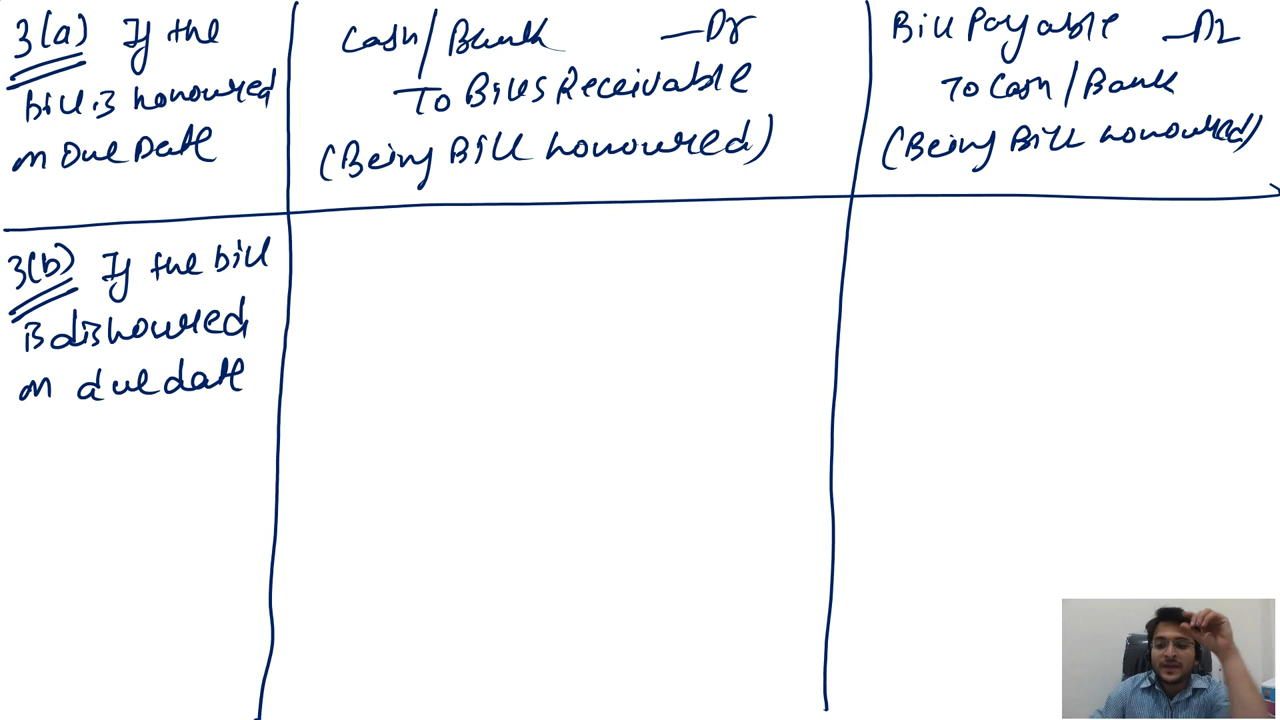 3(a) If the
bill is honoured
on Due Date
Cash/Bank —Dr
To Bills Receivable
(Being Bill honoured)
Bill Payable —Dr
To Cash/Bank
(Being Bill honoured)
3(b) If the bill
is dishoured
on due date